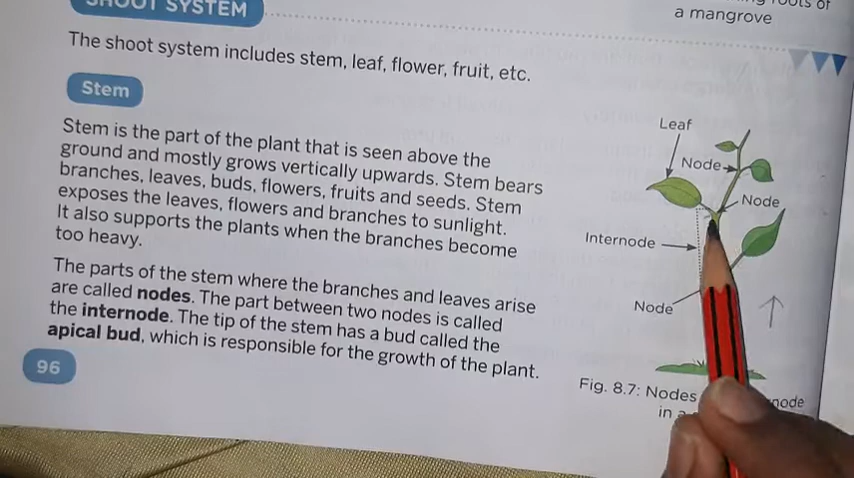 SHOOT SYSTEM
roots of
a mangrove
The shoot system includes stem, leaf, flower, fruit, etc.
Stem
Stem is the part of the plant that is seen above the
ground and mostly grows vertically upwards. Stem bears
branches, leaves, buds, flowers, fruits and seeds. Stem
exposes the leaves, flowers and branches to sunlight.
It also supports the plants when the branches become
too heavy.
The parts of the stem where the branches and leaves arise
are called nodes. The part between two nodes is called
the internode. The tip of the stem has a bud called the
apical bud, which is responsible for the growth of the plant.
96
Leaf
Node
Node
Internode
Node
Fig. 8.7: Nodes node
in a